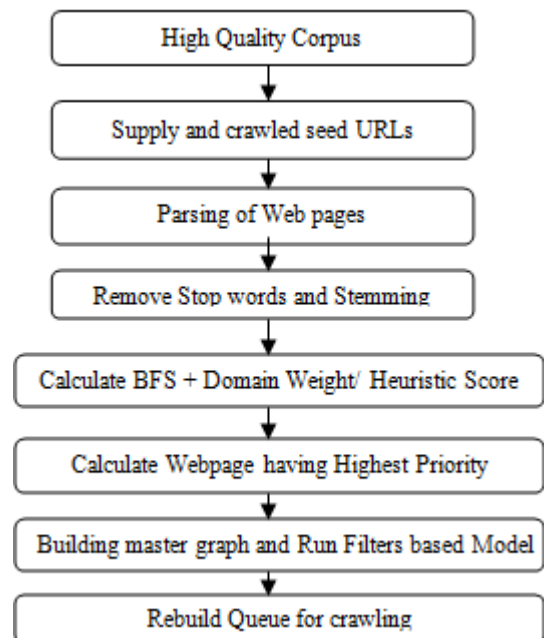 High Quality Corpus
Supply and crawled seed URLs
Parsing of Web pages
Remove Stop words and Stemming
Calculate BFS + Domain Weight/ Heuristic Score
Calculate Webpage having Highest Priority
Building master graph and Run Filters based Model
Rebuild Queue for crawling